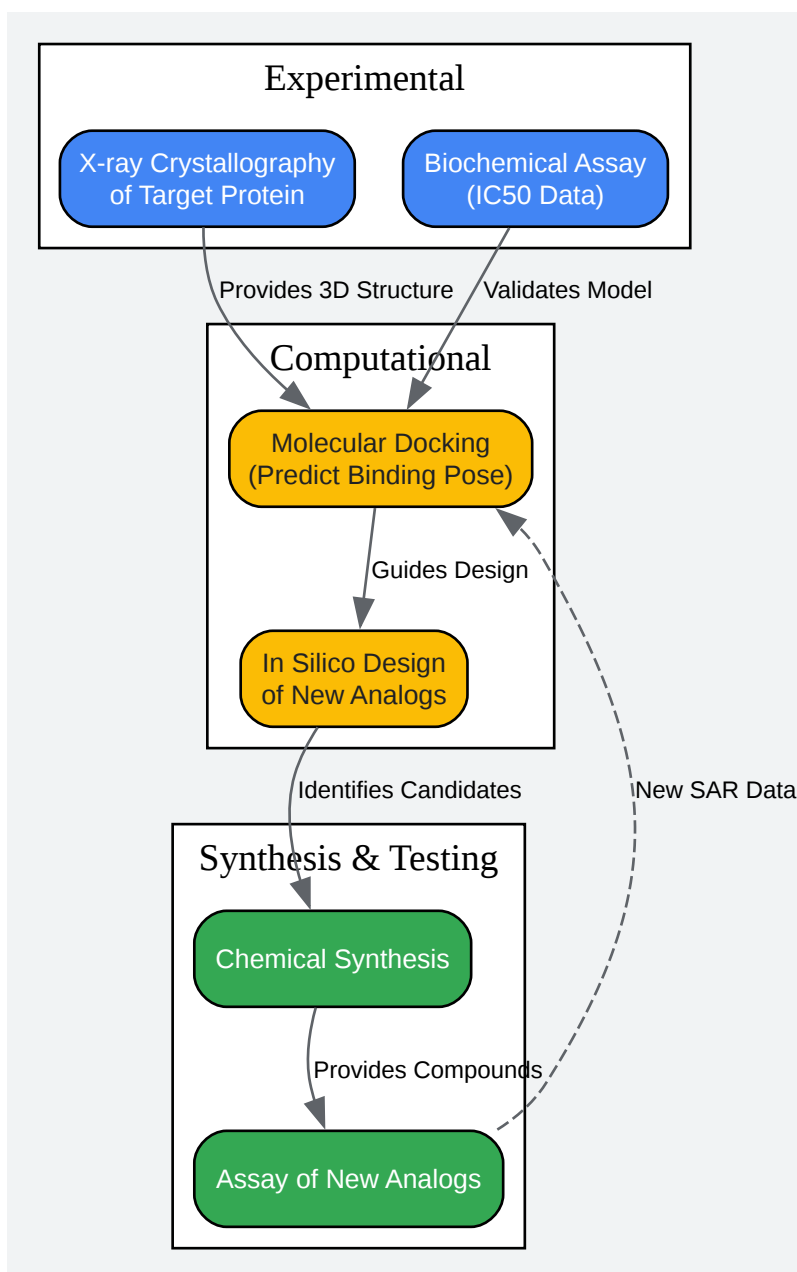 Experimental
X-ray Crystallography
of Target Protein
Biochemical Assay
(IC50 Data)
Provides 3D Structure
Validates Model
Computational
Molecular Docking
(Predict Binding Pose)
Guides Design
In Silico Design
of New Analogs
Identifies Candidates
New SAR Data
Synthesis & Testing
Chemical Synthesis
Provides Compounds
Assay of New Analogs